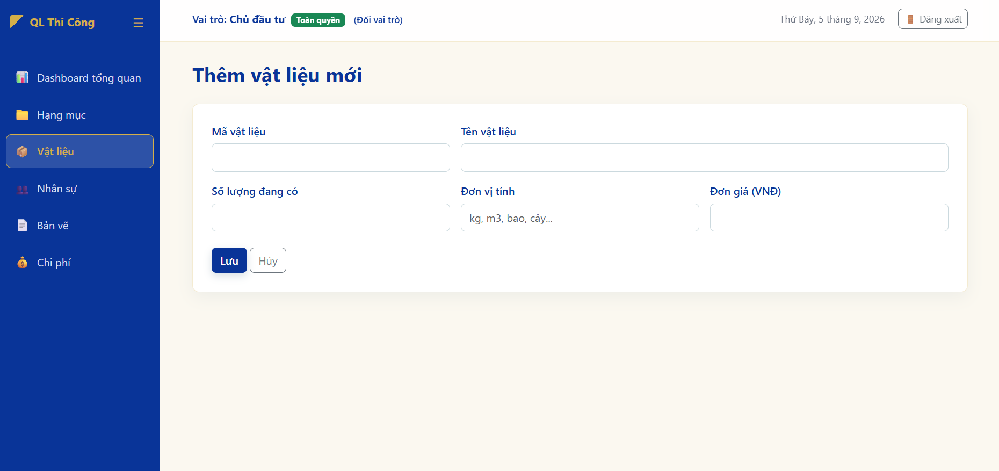 QL Thi Công
Dashboard tổng quan
Hạng mục
Vật liệu
Nhân sự
Bản vẽ
Chi phí
Vai trò: Chủ đầu tư Toàn quyền (Đổi vai trò)
Thứ Bảy, 5 tháng 9, 2026
Đăng xuất
Thêm vật liệu mới
Mã vật liệu
Tên vật liệu
Số lượng đang có
Đơn vị tính
Đơn giá (VNĐ)
kg, m3, bao, cây...
Lưu
Hủy